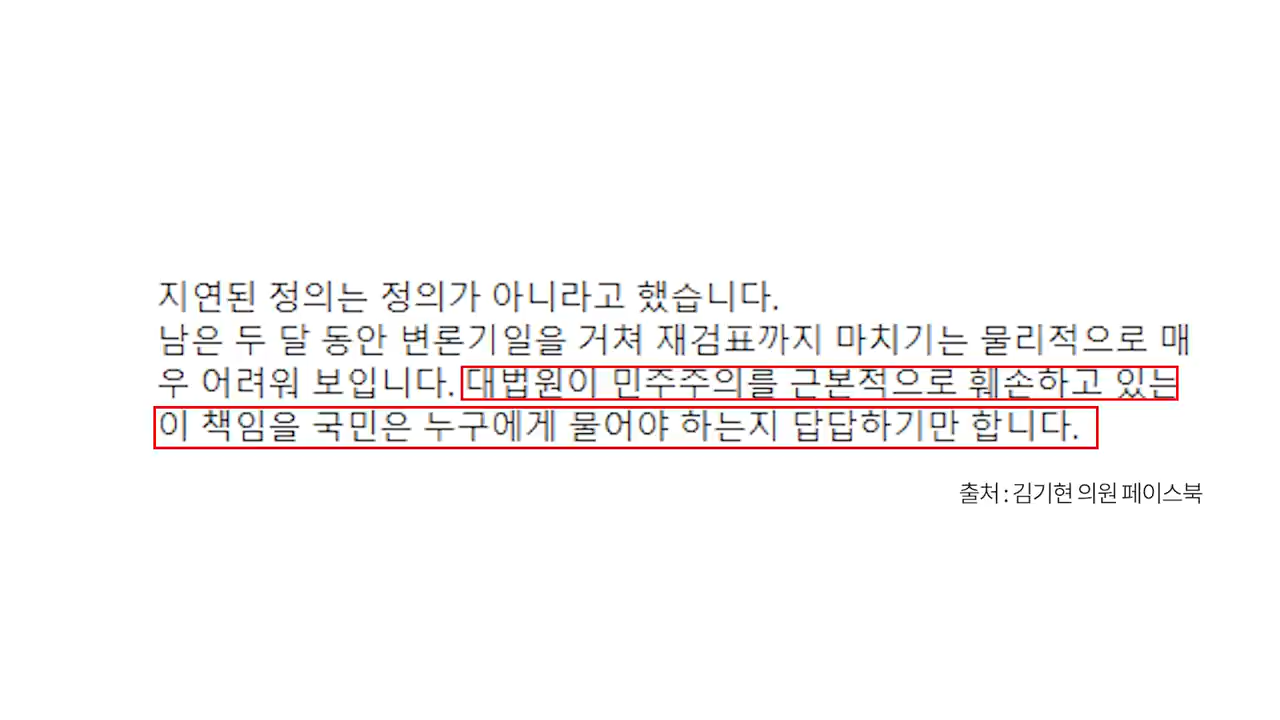 지연된 정의는 정의가 아니라고 했습니다.
남은 두 달 동안 변론기일을 거쳐 재검표까지 마치기는 물리적으로 매
우 어려워 보입니다. 대법원이 민주주의를 근본적으로 훼손하고 있는
이 책임을 국민은 누구에게 물어야 하는지 답답하기만 합니다.
출처 : 김기현 의원 페이스북